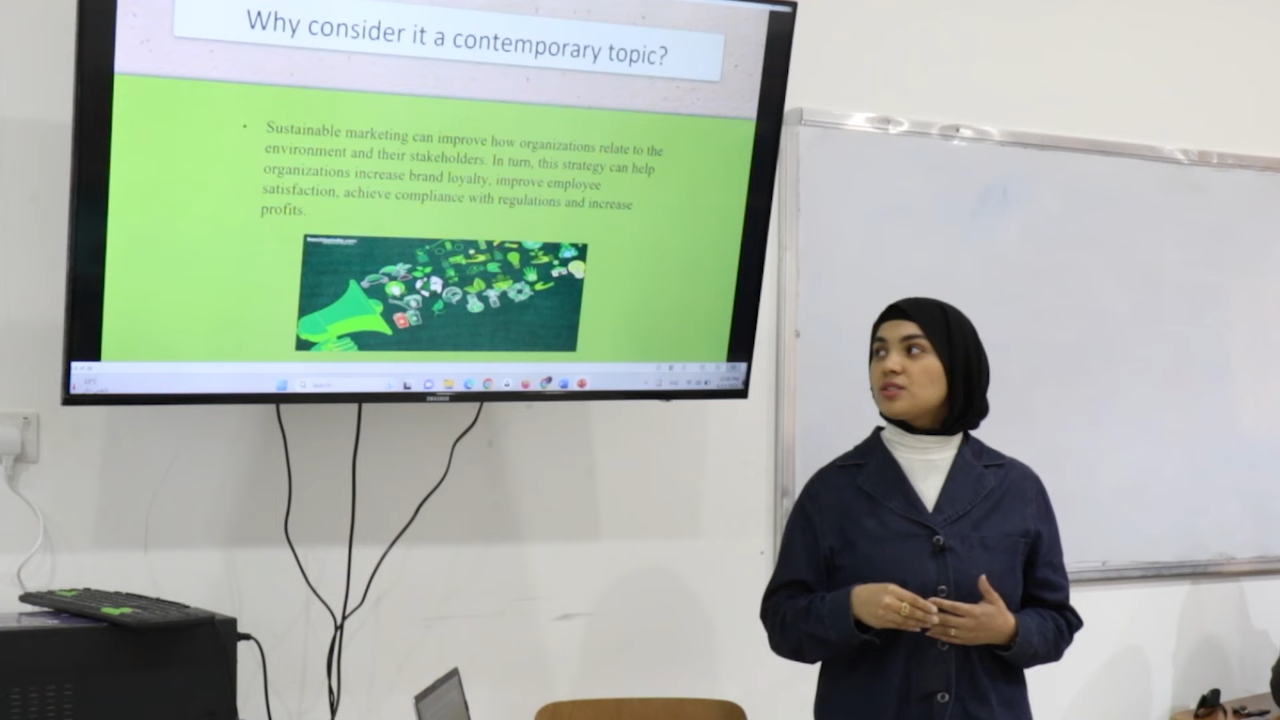 Why consider it a contemporary topic?
• Sustainable marketing can improve how organizations relate to the
environment and their stakeholders. In turn, this strategy can help
organizations increase brand loyalty, improve employee
satisfaction, achieve compliance with regulations and increase
profits.
Search